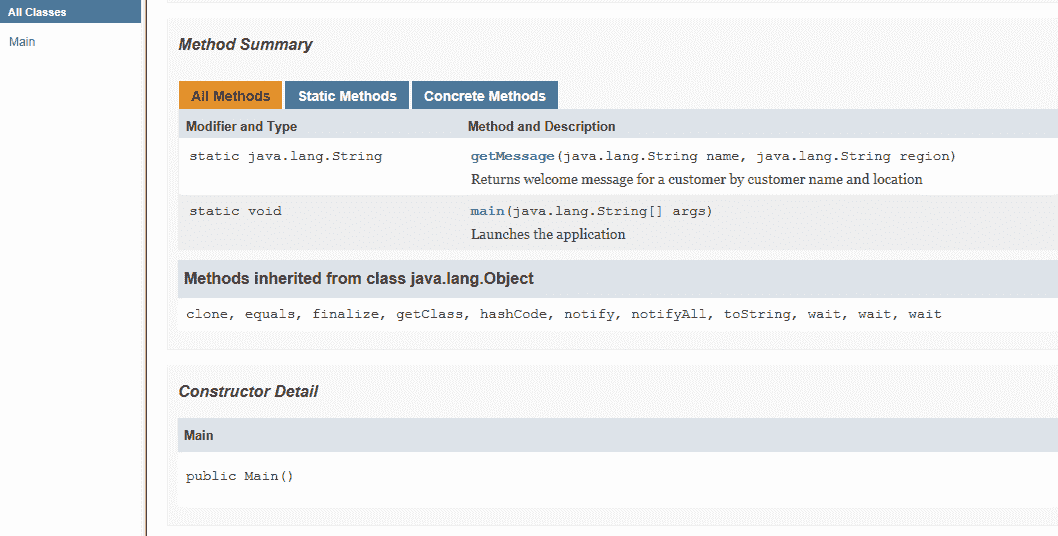 All Classes
Main
Method Summary
All Methods Static Methods Concrete Methods
Modifier and Type Method and Description
static java.lang.String getMessage(java.lang.String name, java.lang.String region)
Returns welcome message for a customer by customer name and location
static void main(java.lang.String[] args)
Launches the application
Methods inherited from class java.lang.Object
clone, equals, finalize, getClass, hashCode, notify, notifyAll, toString, wait, wait, wait
Constructor Detail
Main
public Main()